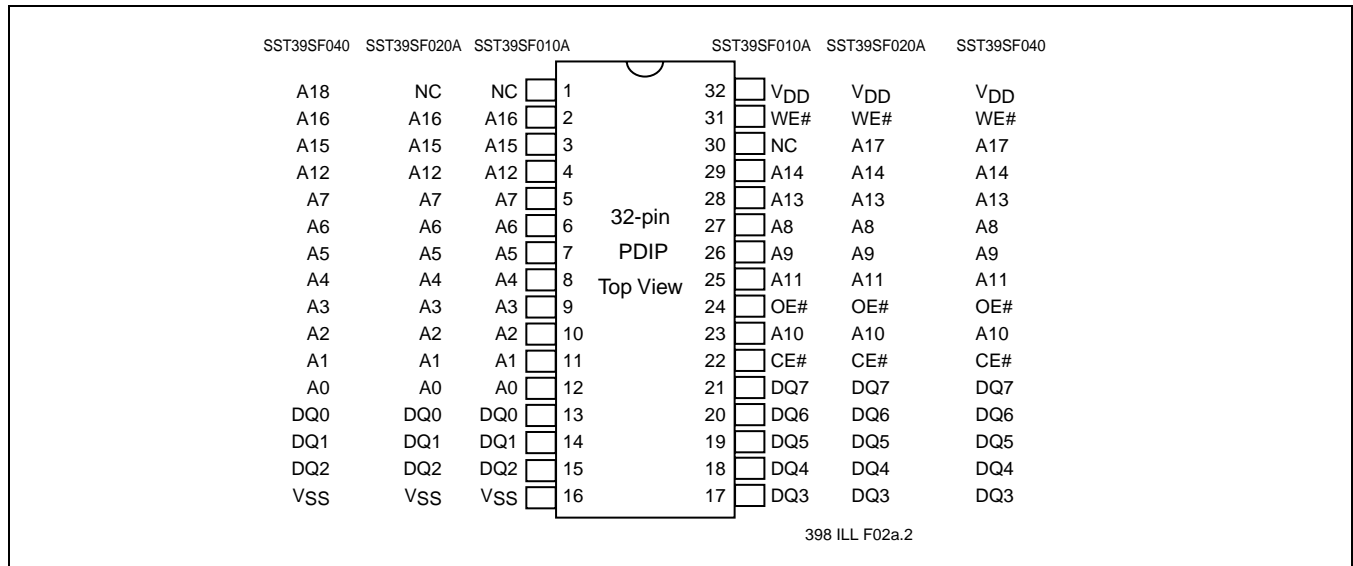 SST39SF040 SST39SF020A SST39SF010A SST39SF010A SST39SF020A SST39SF040
A18 NC NC 1 32 VDD VDD VDD
A16 A16 A16 2 31 WE# WE# WE#
A15 A15 A15 3 30 NC A17 A17
A12 A12 A12 4 29 A14 A14 A14
A7 A7 A7 5 28 A13 A13 A13
A6 A6 A6 6 32-pin 27 A8 A8 A8
A5 A5 A5 7 PDIP 26 A9 A9 A9
A4 A4 A4 8 Top View 25 A11 A11 A11
A3 A3 A3 9 24 OE# OE# OE#
A2 A2 A2 10 23 A10 A10 A10
A1 A1 A1 11 22 CE# CE# CE#
A0 A0 A0 12 21 DQ7 DQ7 DQ7
DQ0 DQ0 DQ0 13 20 DQ6 DQ6 DQ6
DQ1 DQ1 DQ1 14 19 DQ5 DQ5 DQ5
DQ2 DQ2 DQ2 15 18 DQ4 DQ4 DQ4
VSS VSS VSS 16 17 DQ3 DQ3 DQ3
398 ILL F02a.2